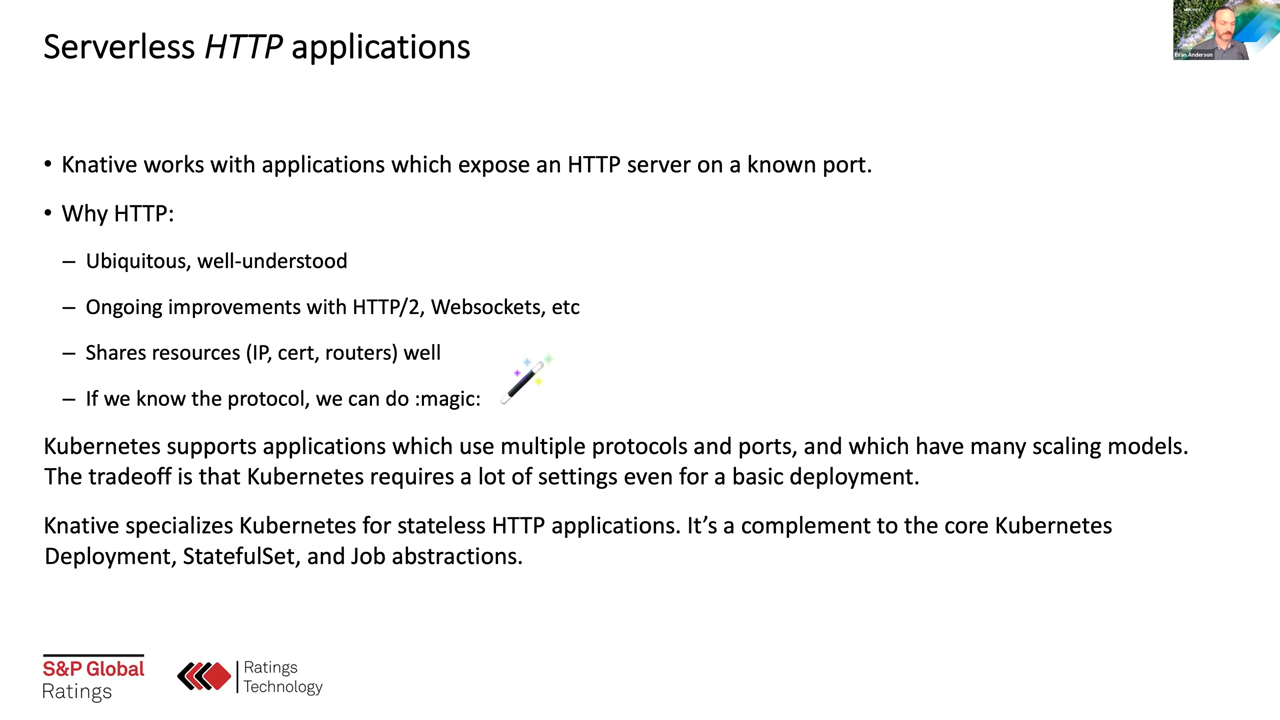 Serverless HTTP applications
Evan Anderson
• Knative works with applications which expose an HTTP server on a known port.
• Why HTTP:
– Ubiquitous, well-understood
– Ongoing improvements with HTTP/2, Websockets, etc
– Shares resources (IP, cert, routers) well
– If we know the protocol, we can do :magic:
Kubernetes supports applications which use multiple protocols and ports, and which have many scaling models.
The tradeoff is that Kubernetes requires a lot of settings even for a basic deployment.
Knative specializes Kubernetes for stateless HTTP applications. It’s a complement to the core Kubernetes
Deployment, StatefulSet, and Job abstractions.
S&P Global
Ratings
Ratings
Technology